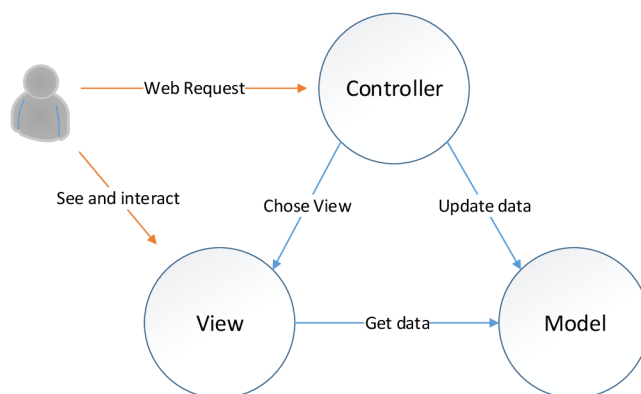 Controller
Web Request
See and interact
Chose View
Update data
View
Get data
Model